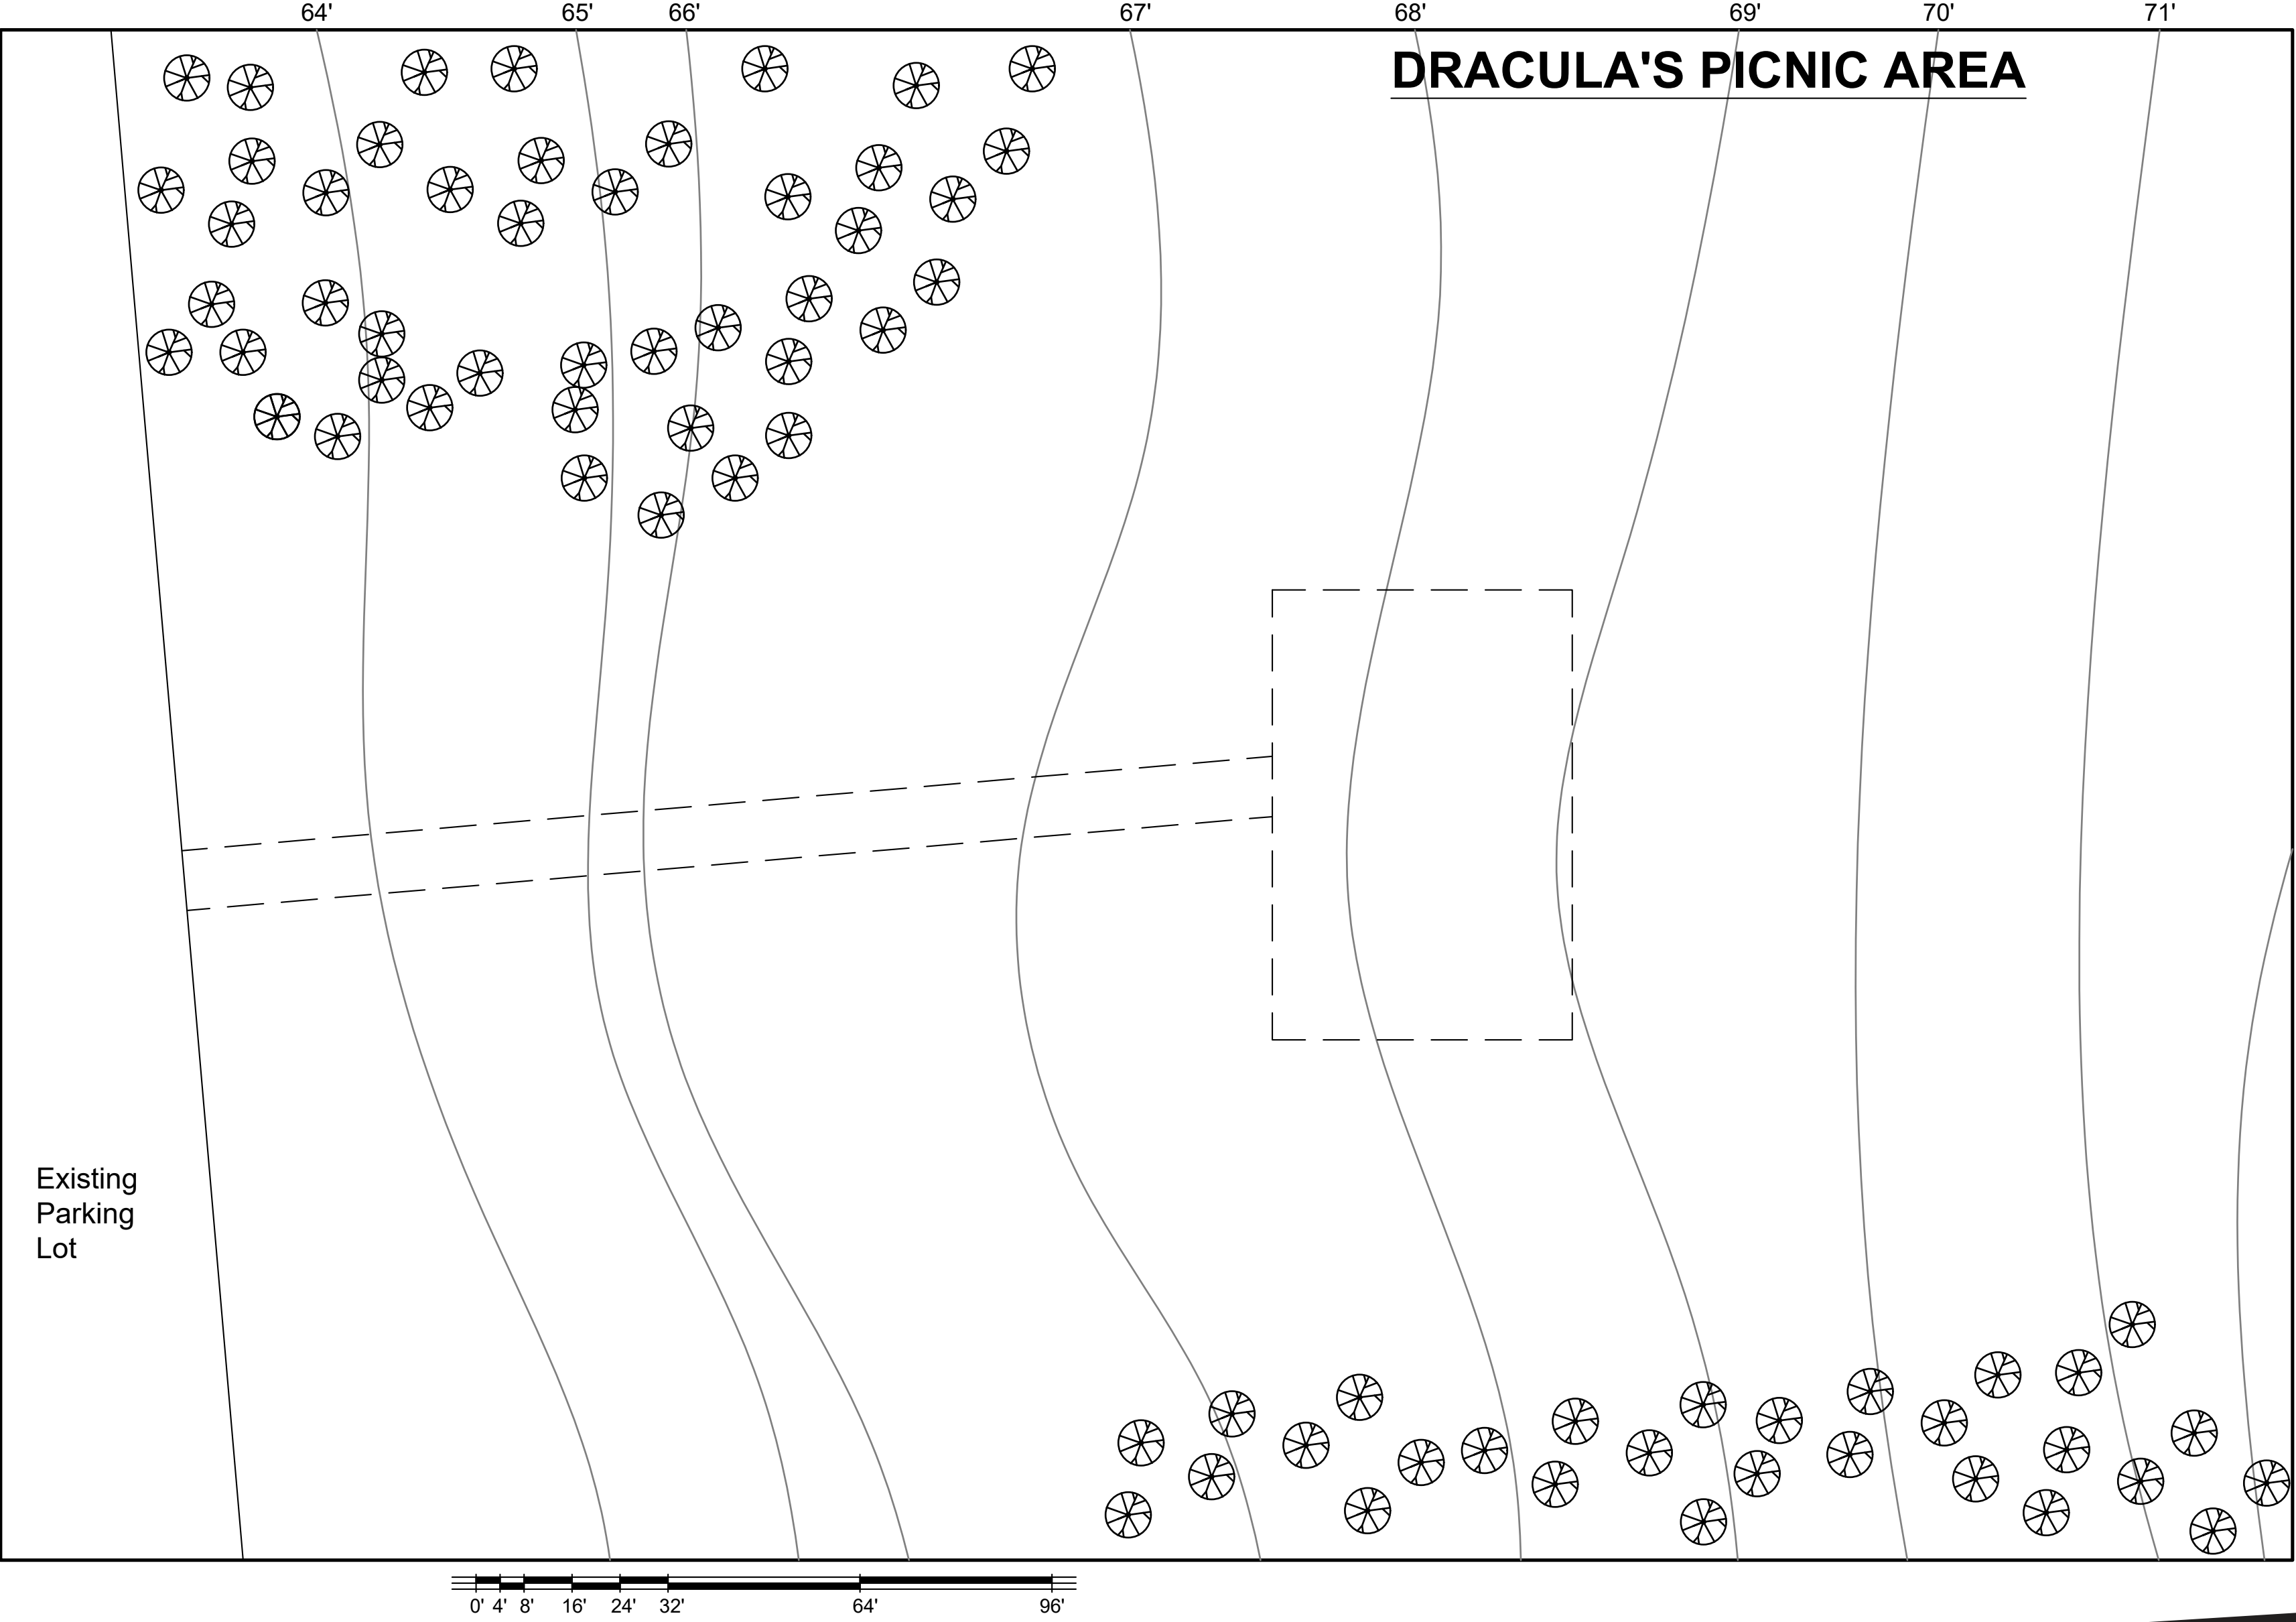 64' 65' 66' 67' 68' 69' 70' 71'
DRACULA'S PICNIC AREA
Existing
Parking
Lot
0' 4' 8' 16' 24' 32' 64' 96'